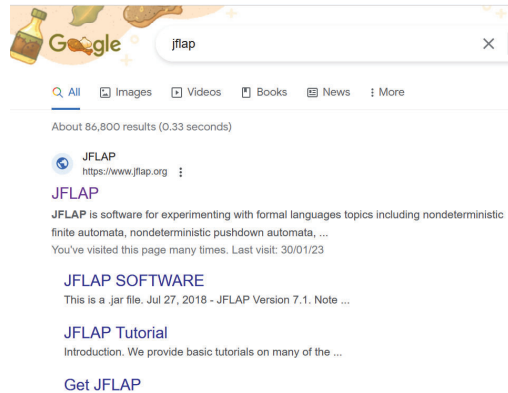 Google
jflap
All Images Videos Books News More
About 86,800 results (0.33 seconds)
JFLAP
https://www.jflap.org
JFLAP
JFLAP is software for experimenting with formal languages topics including nondeterministic
finite automata, nondeterministic pushdown automata, ...
You've visited this page many times. Last visit: 30/01/23
JFLAP SOFTWARE
This is a .jar file. Jul 27, 2018 - JFLAP Version 7.1. Note ...
JFLAP Tutorial
Introduction. We provide basic tutorials on many of the ...
Get JFLAP